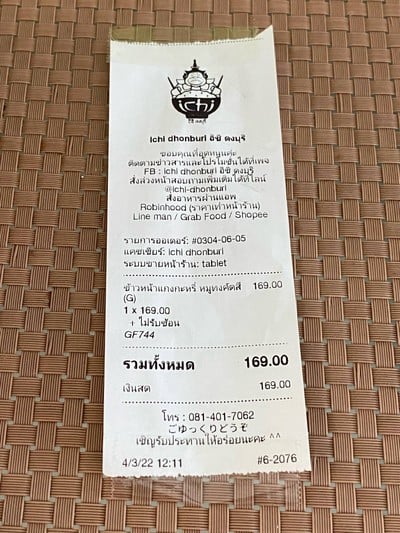 ichi
ichi dhonburi อิชิ ดงบุริ
ขอบคุณที่อุดหนุนค่ะ
ติดตามข่าวสารและโปรโมชั่นได้ที่เพจ
FB : ichi dhonburi อิชิ ดงบุริ
สั่งล่วงหน้าสอบถามเพิ่มเติมได้ที่ไลน์
@ichi-dhonburi
สั่งอาหารผ่านแอพ
Robinhood (ราคาเท่าหน้าร้าน)
Line man / Grab Food / Shopee
รายการออเดอร์: #0304-06-05
แคชเชียร์: ichi dhonburi
ระบบขายหน้าร้าน: tablet
ข้าวหน้าแกงกะหรี่ หมูทงคัตสึ 169.00
(G)
1 x 169.00
+ ไม่รับช้อน
GF744
รวมทั้งหมด 169.00
เงินสด 169.00
โทร : 081-401-7062
ごゆっくりどうぞ
เชิญรับประทานให้อร่อยนะคะ ^^
4/3/22 12:11 #6-2076